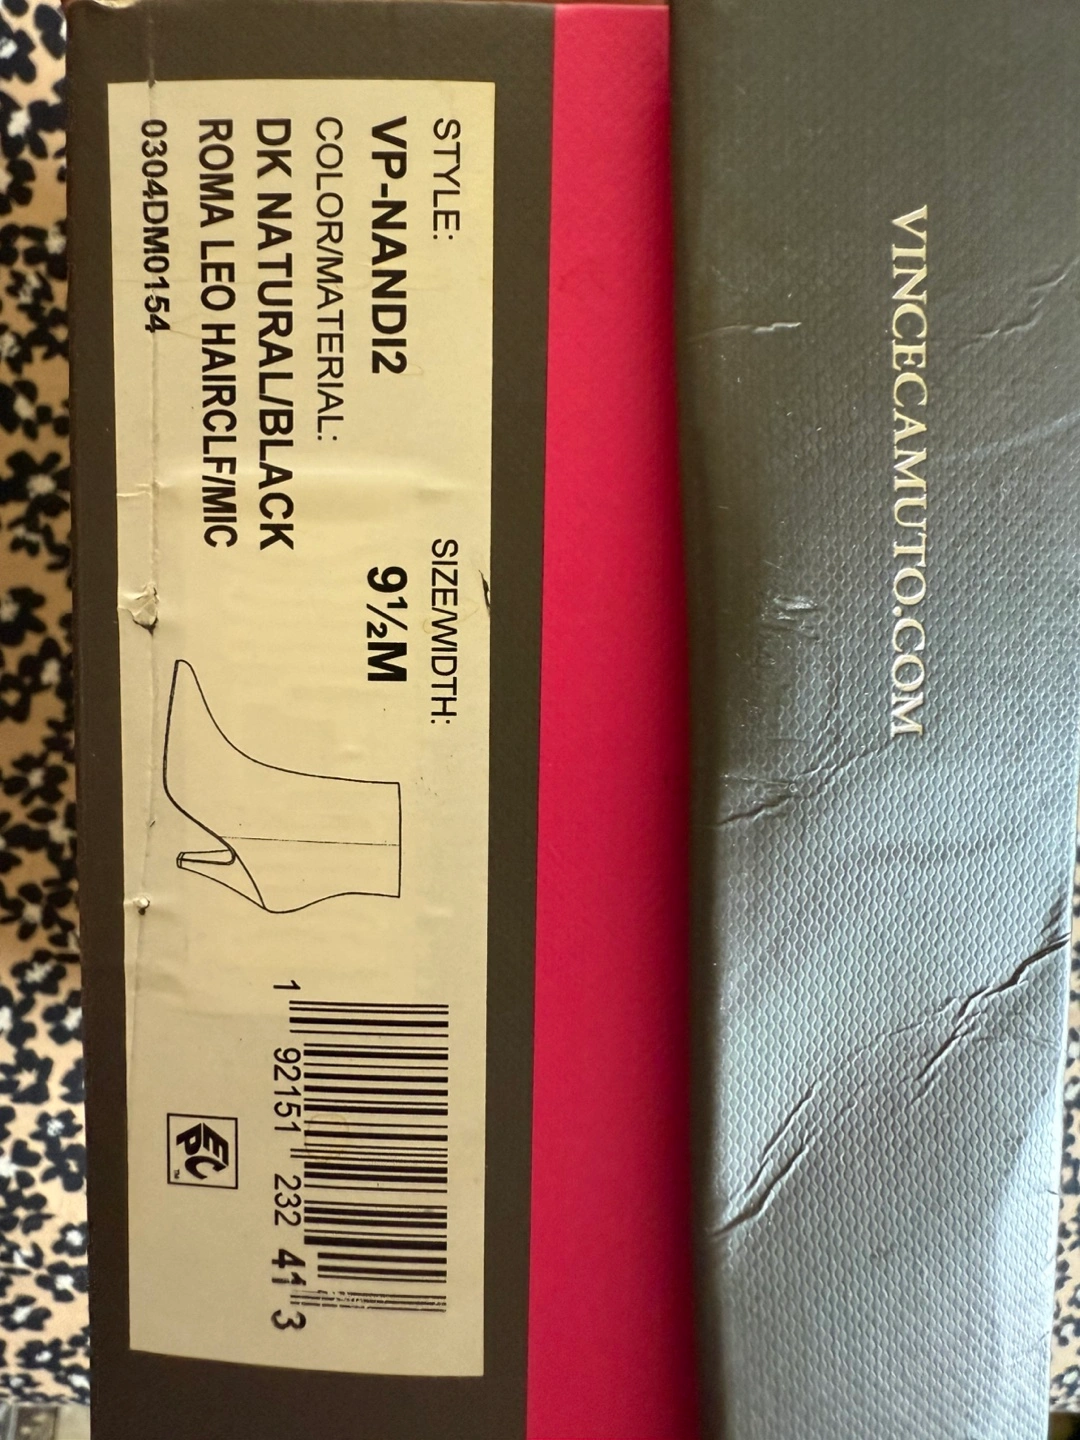 VINCECAMUTO.COM
STYLE:
SIZE/WIDTH:
VP-NANDI2
9½M
COLOR/MATERIAL:
DK NATURAL/BLACK
ROMA LEO HAIRCLF/MIC
0304DM0154
1 92151 232 41 3
EPC™